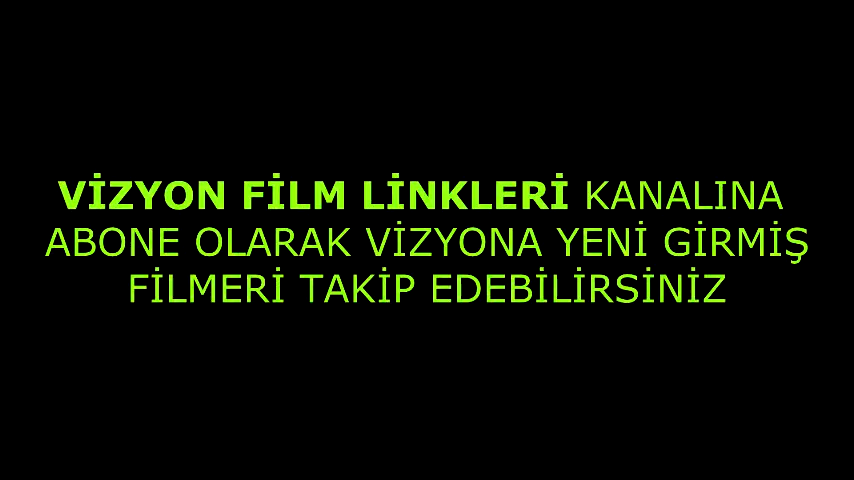 VİZYON FİLM LİNKLERİ KANALINA
ABONE OLARAK VİZYONA YENİ GİRMİŞ
FİLMERİ TAKİP EDEBİLİRSİNİZ